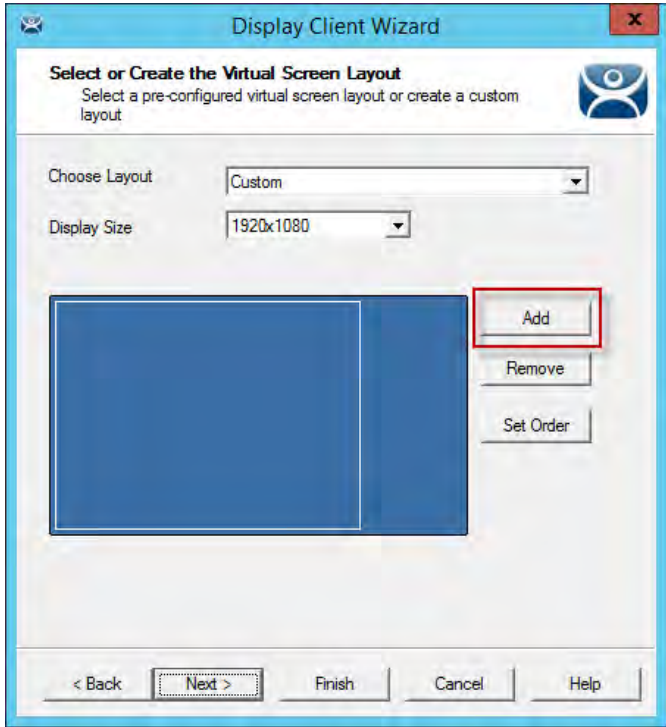 Display Client Wizard
x
Select or Create the Virtual Screen Layout
Select a pre-configured virtual screen layout or create a custom
layout
Choose Layout
Custom
Display Size
1920x1080
Add
Remove
Set Order
< Back
Next >
Finish
Cancel
Help